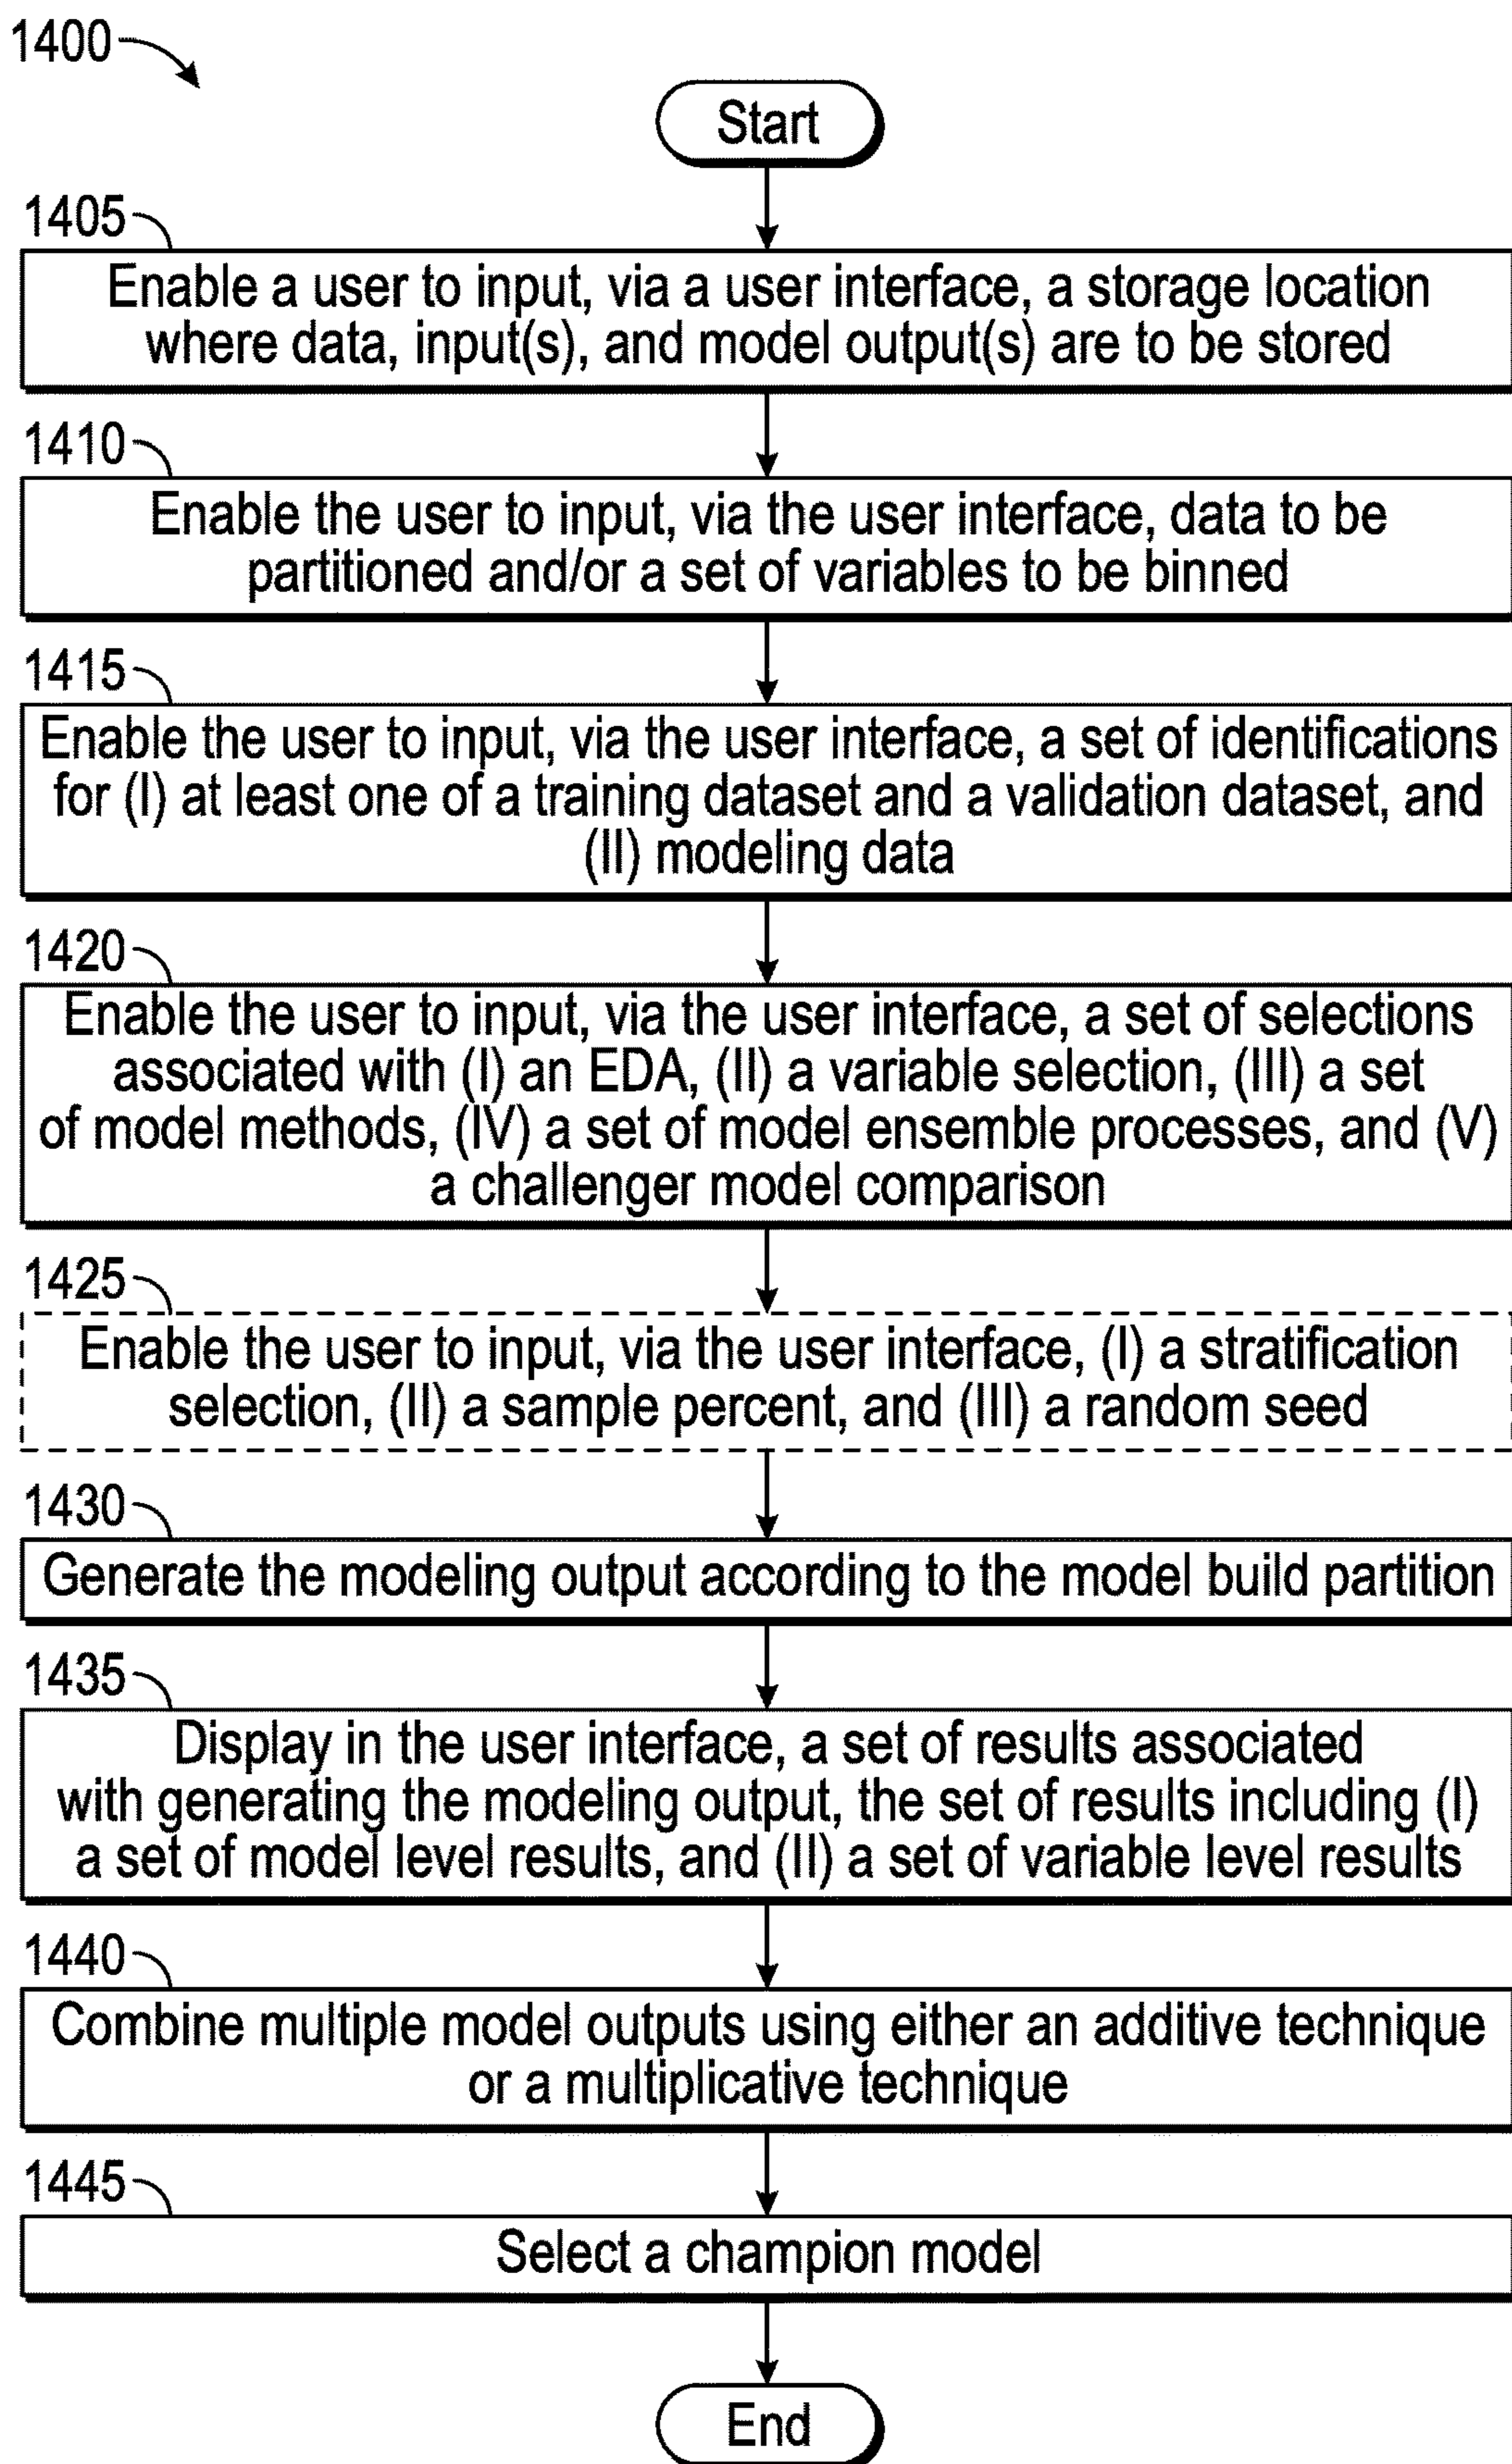 1400
Start
1405
Enable a user to input, via a user interface, a storage location
where data, input(s), and model output(s) are to be stored
1410
Enable the user to input, via the user interface, data to be
partitioned and/or a set of variables to be binned
1415
Enable the user to input, via the user interface, a set of identifications
for (I) at least one of a training dataset and a validation dataset, and
(II) modeling data
1420
Enable the user to input, via the user interface, a set of selections
associated with (I) an EDA, (II) a variable selection, (III) a set
of model methods, (IV) a set of model ensemble processes, and (V)
a challenger model comparison
1425
Enable the user to input, via the user interface, (I) a stratification
selection, (II) a sample percent, and (III) a random seed
1430
Generate the modeling output according to the model build partition
1435
Display in the user interface, a set of results associated
with generating the modeling output, the set of results including (I)
a set of model level results, and (II) a set of variable level results
1440
Combine multiple model outputs using either an additive technique
or a multiplicative technique
1445
Select a champion model
End